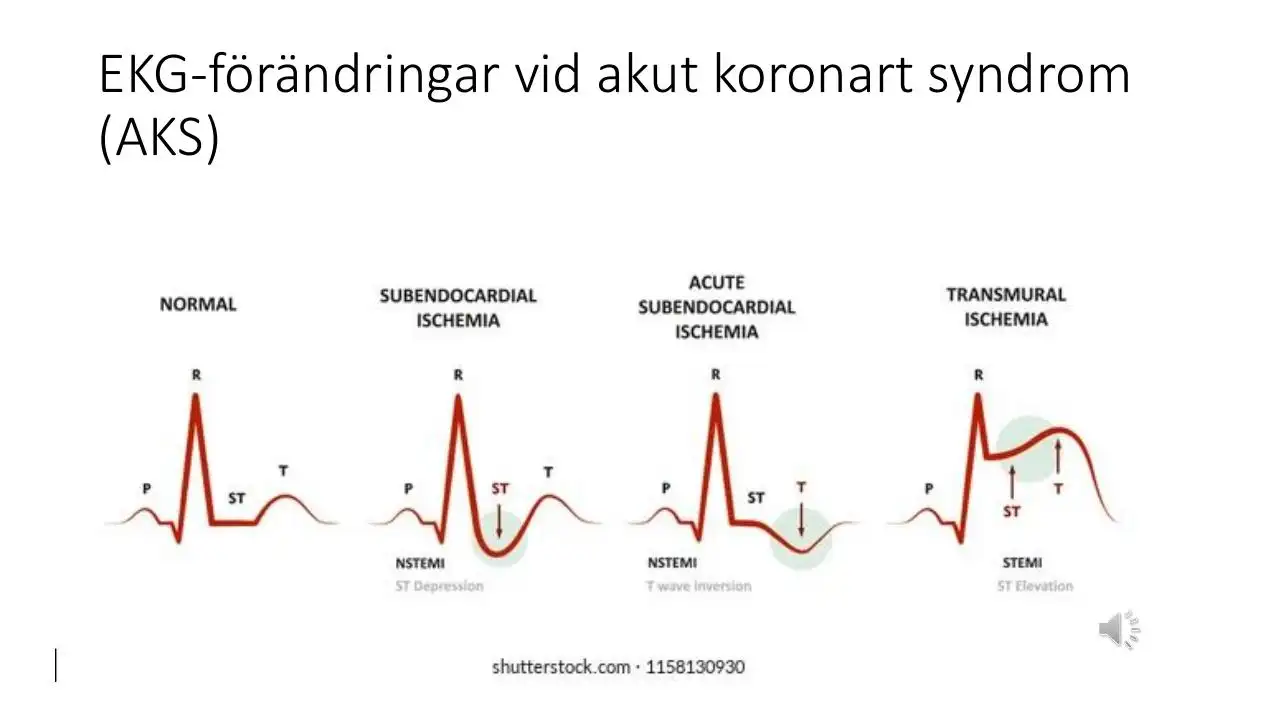 EKG-förändringar vid akut koronart syndrom
(AKS)
NORMAL
SUBENDOCARDIAL
ISCHEMIA
ACUTE
SUBENDOCARDIAL
ISCHEMIA
TRANSMURAL
ISCHEMIA
R
P
ST
T
R
P
ST
T
NSTEMI
ST Depression
R
P
ST
T
NSTEMI
T wave inversion
R
P
ST
T
STEMI
ST Elevation
shutterstock.com · 1158130930